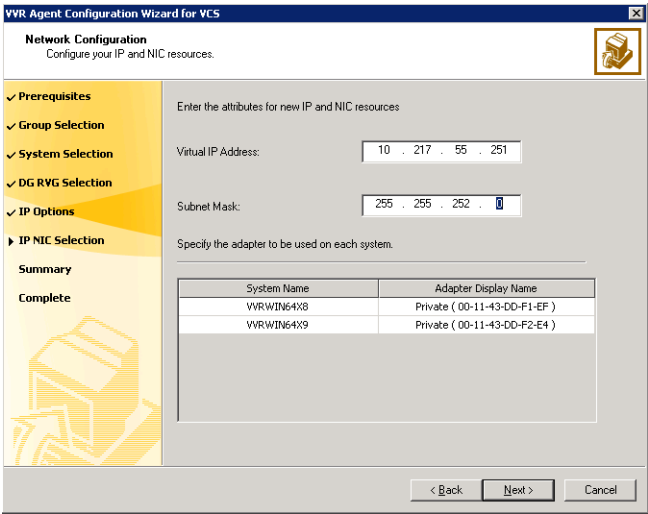 VVR Agent Configuration Wizard for VCS
Network Configuration
Configure your IP and NIC resources.
Prerequisites
Group Selection
System Selection
DG RVG Selection
IP Options
IP NIC Selection
Summary
Complete
Enter the attributes for new IP and NIC resources
Virtual IP Address: 10 . 217 . 55 . 251
Subnet Mask: 255 . 255 . 252 . 0
Specify the adapter to be used on each system.
System Name Adapter Display Name
VVRWIN64X8 Private ( 00-11-43-DD-F1-EF )
VVRWIN64X9 Private ( 00-11-43-DD-F2-E4 )
< Back Next > Cancel